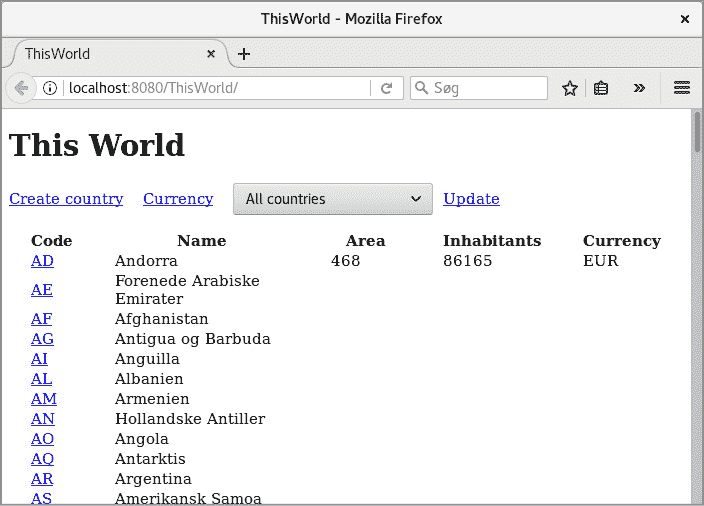 ThisWorld - Mozilla Firefox
ThisWorld
localhost:8080/ThisWorld/
Søg
This World
Create country Currency All countries Update
Code Name Area Inhabitants Currency
AD Andorra 468 86165 EUR
AE Forenede Arabiske
Emirater
AF Afghanistan
AG Antigua og Barbuda
AI Anguilla
AL Albanien
AM Armenien
AN Hollandske Antiller
AO Angola
AQ Antarktis
AR Argentina
AS Amerikansk Samoa